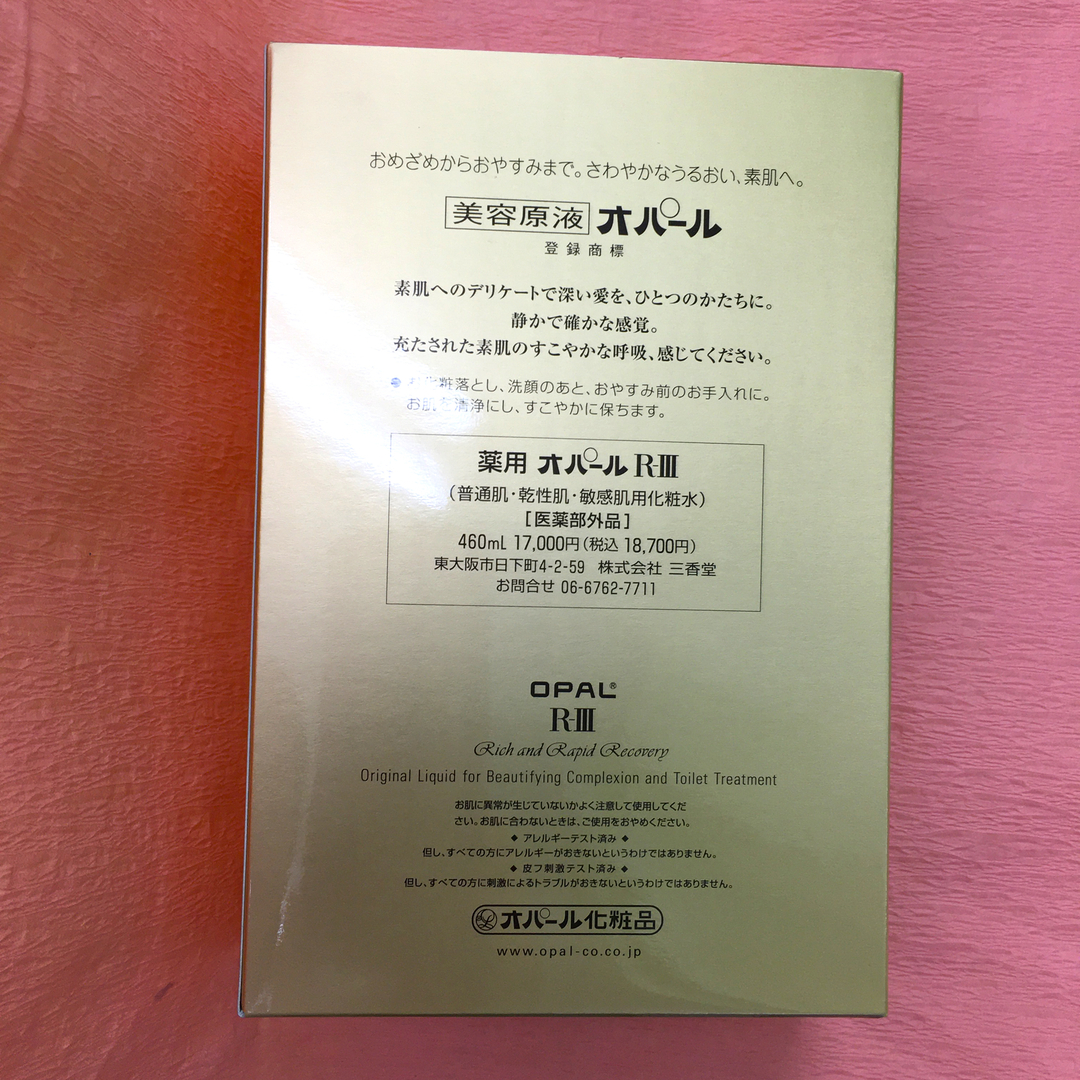 おめざめからおやすみまで。さわやかなうるおい、素肌へ。
美容原液 オパール
登録商標
素肌へのデリケートで深い愛を、ひとつのかたちに。
静かで確かな感覚。
充たされた素肌のすこやかな呼吸、感じてください。
● お化粧落とし、洗顔のあと、おやすみ前のお手入れに。
お肌を清浄にし、すこやかに保ちます。
薬用 オパール R-III
(普通肌・乾性肌・敏感肌用化粧水)
[医薬部外品]
460mL 17,000円(税込 18,700円)
東大阪市日下町4-2-59 株式会社 三香堂
お問合せ 06-6762-7711
OPAL®
R-III
Rich and Rapid Recovery
Original Liquid for Beautifying Complexion and Toilet Treatment
お肌に異常が生じていないかよく注意して使用してくだ
さい。お肌に合わないときは、ご使用をおやめください。
◆ アレルギーテスト済み ◆
但し、すべての方にアレルギーがおきないというわけではありません。
◆ 皮フ刺激テスト済み ◆
但し、すべての方に刺激によるトラブルがおきないというわけではありません。
オパール化粧品
www.opal-co.co.jp